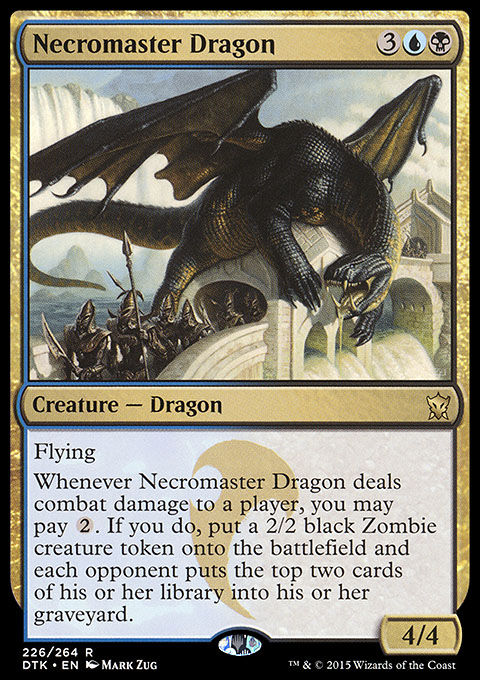 Necromaster Dragon 3
Creature — Dragon
Flying
Whenever Necromaster Dragon deals
combat damage to a player, you may
pay 2. If you do, put a 2/2 black Zombie
creature token onto the battlefield and
each opponent puts the top two cards
of his or her library into his or her
graveyard.
4/4
226/264 R
DTK • EN Mark Zug
™ & © 2015 Wizards of the Coast